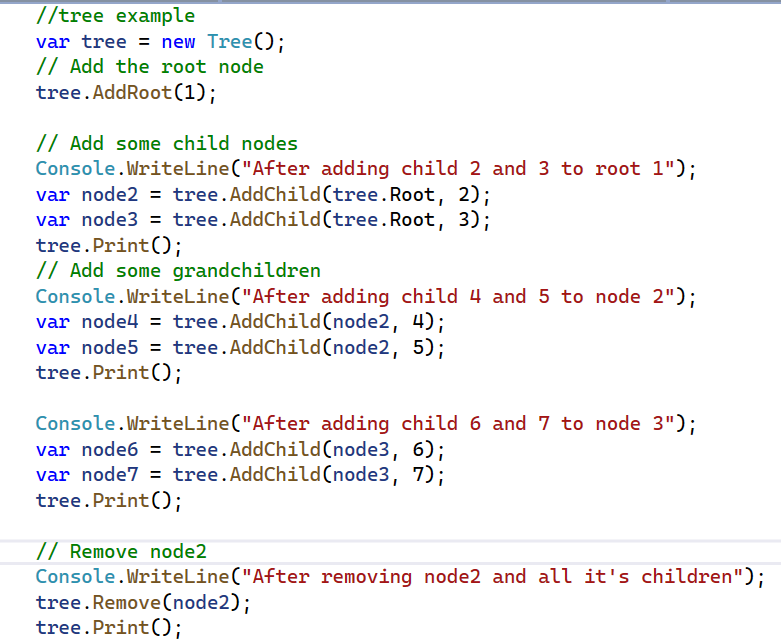 //tree example
var tree = new Tree();
// Add the root node
tree.AddRoot(1);
// Add some child nodes
Console.WriteLine("After adding child 2 and 3 to root 1");
var node2 = tree.AddChild(tree.Root, 2);
var node3 = tree.AddChild(tree.Root, 3);
tree.Print();
// Add some grandchildren
Console.WriteLine("After adding child 4 and 5 to node 2");
var node4 = tree.AddChild(node2, 4);
var node5 = tree.AddChild(node2, 5);
tree.Print();
Console.WriteLine("After adding child 6 and 7 to node 3");
var node6 = tree.AddChild(node3, 6);
var node7 = tree.AddChild(node3, 7);
tree.Print();
// Remove node2
Console.WriteLine("After removing node2 and all it's children");
tree.Remove(node2);
tree.Print();